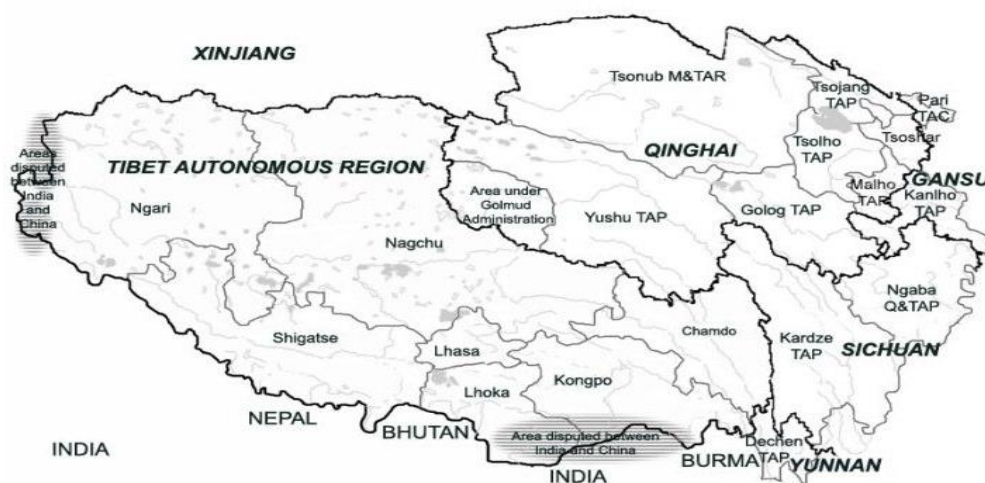 XINJIANG
Tsonub M&TAR
Tsojang
TAP
Pari
TAC
Tsoshar
Tsolho
TAP
QINGHAI
GANSU
Malho
TAP
Kanlho
TAP
Areas
disputed
between
India
and
China
TIBET AUTONOMOUS REGION
Ngari
Area under
Golmud
Administration
Yushu TAP
Golog TAP
Nagchu
Ngaba
Q&TAP
Shigatse
Lhasa
Chamdo
Kardze
TAP
SICHUAN
Lhoka
Kongpo
NEPAL
BHUTAN
INDIA
Area disputed between
India and China
INDIA
BURMA
Dechen
TAP
YUNNAN